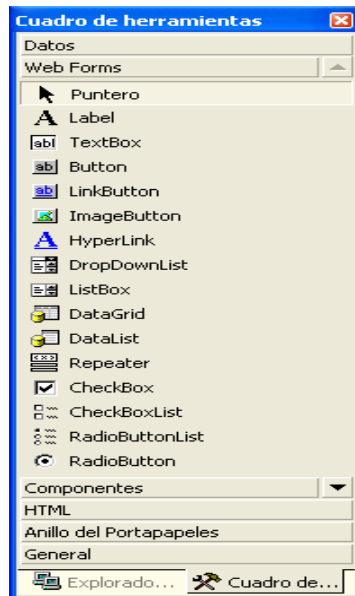 Cuadro de herramientas
Datos
Web Forms
Puntero
A Label
abl TextBox
ab Button
ab LinkButton
ImageButton
A HyperLink
DropDownList
ListBox
DataGrid
DataList
Repeater
CheckBox
CheckBoxList
RadioButtonList
RadioButton
Componentes
HTML
Anillo del Portapapeles
General
Explorado... Cuadro de...